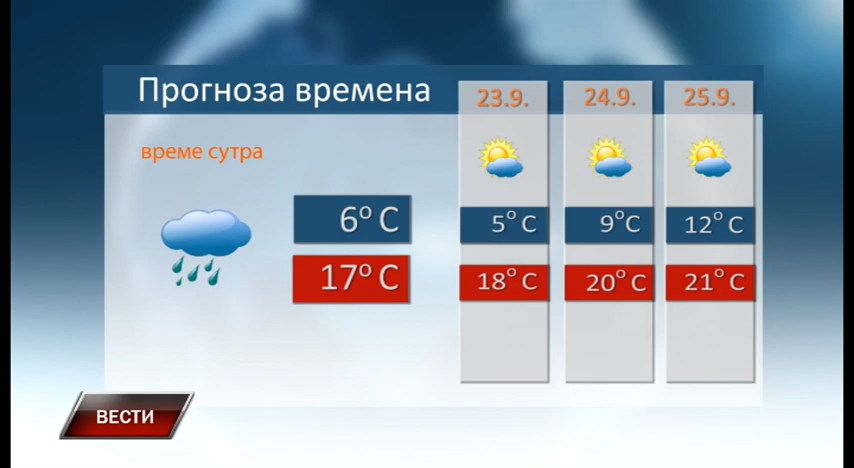 Прогноза времена
време сутра
6° C
17° C
23.9.
5° C
18° C
24.9.
9°C
20° C
25.9.
12° C
21° C
ВЕСТИ